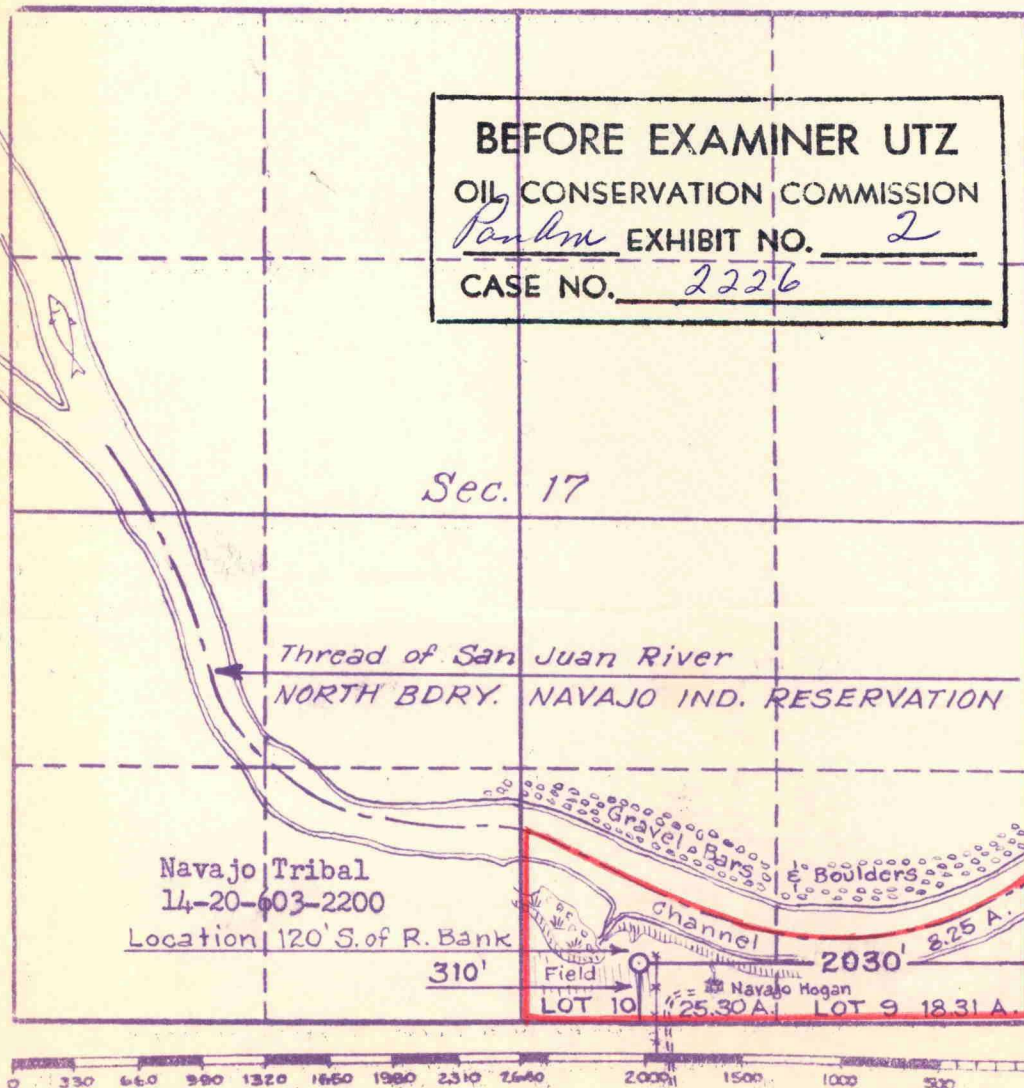 BEFORE EXAMINER UTZ
OIL CONSERVATION COMMISSION
PanAm EXHIBIT NO. 2
CASE NO. 2226
Sec. 17
Thread of San Juan River
NORTH BDRY. NAVAJO IND. RESERVATION
Gravel Bars & Boulders
Navajo Tribal
14-20-603-2200
Channel
8.25 A.
Location 120' S. of R. Bank
2030'
310'
Field
Navajo Hogan
LOT 10 25.30 A. LOT 9 18.31 A.
0 330 660 990 1320 1650 1980 2310 2640 2000 1500 1000